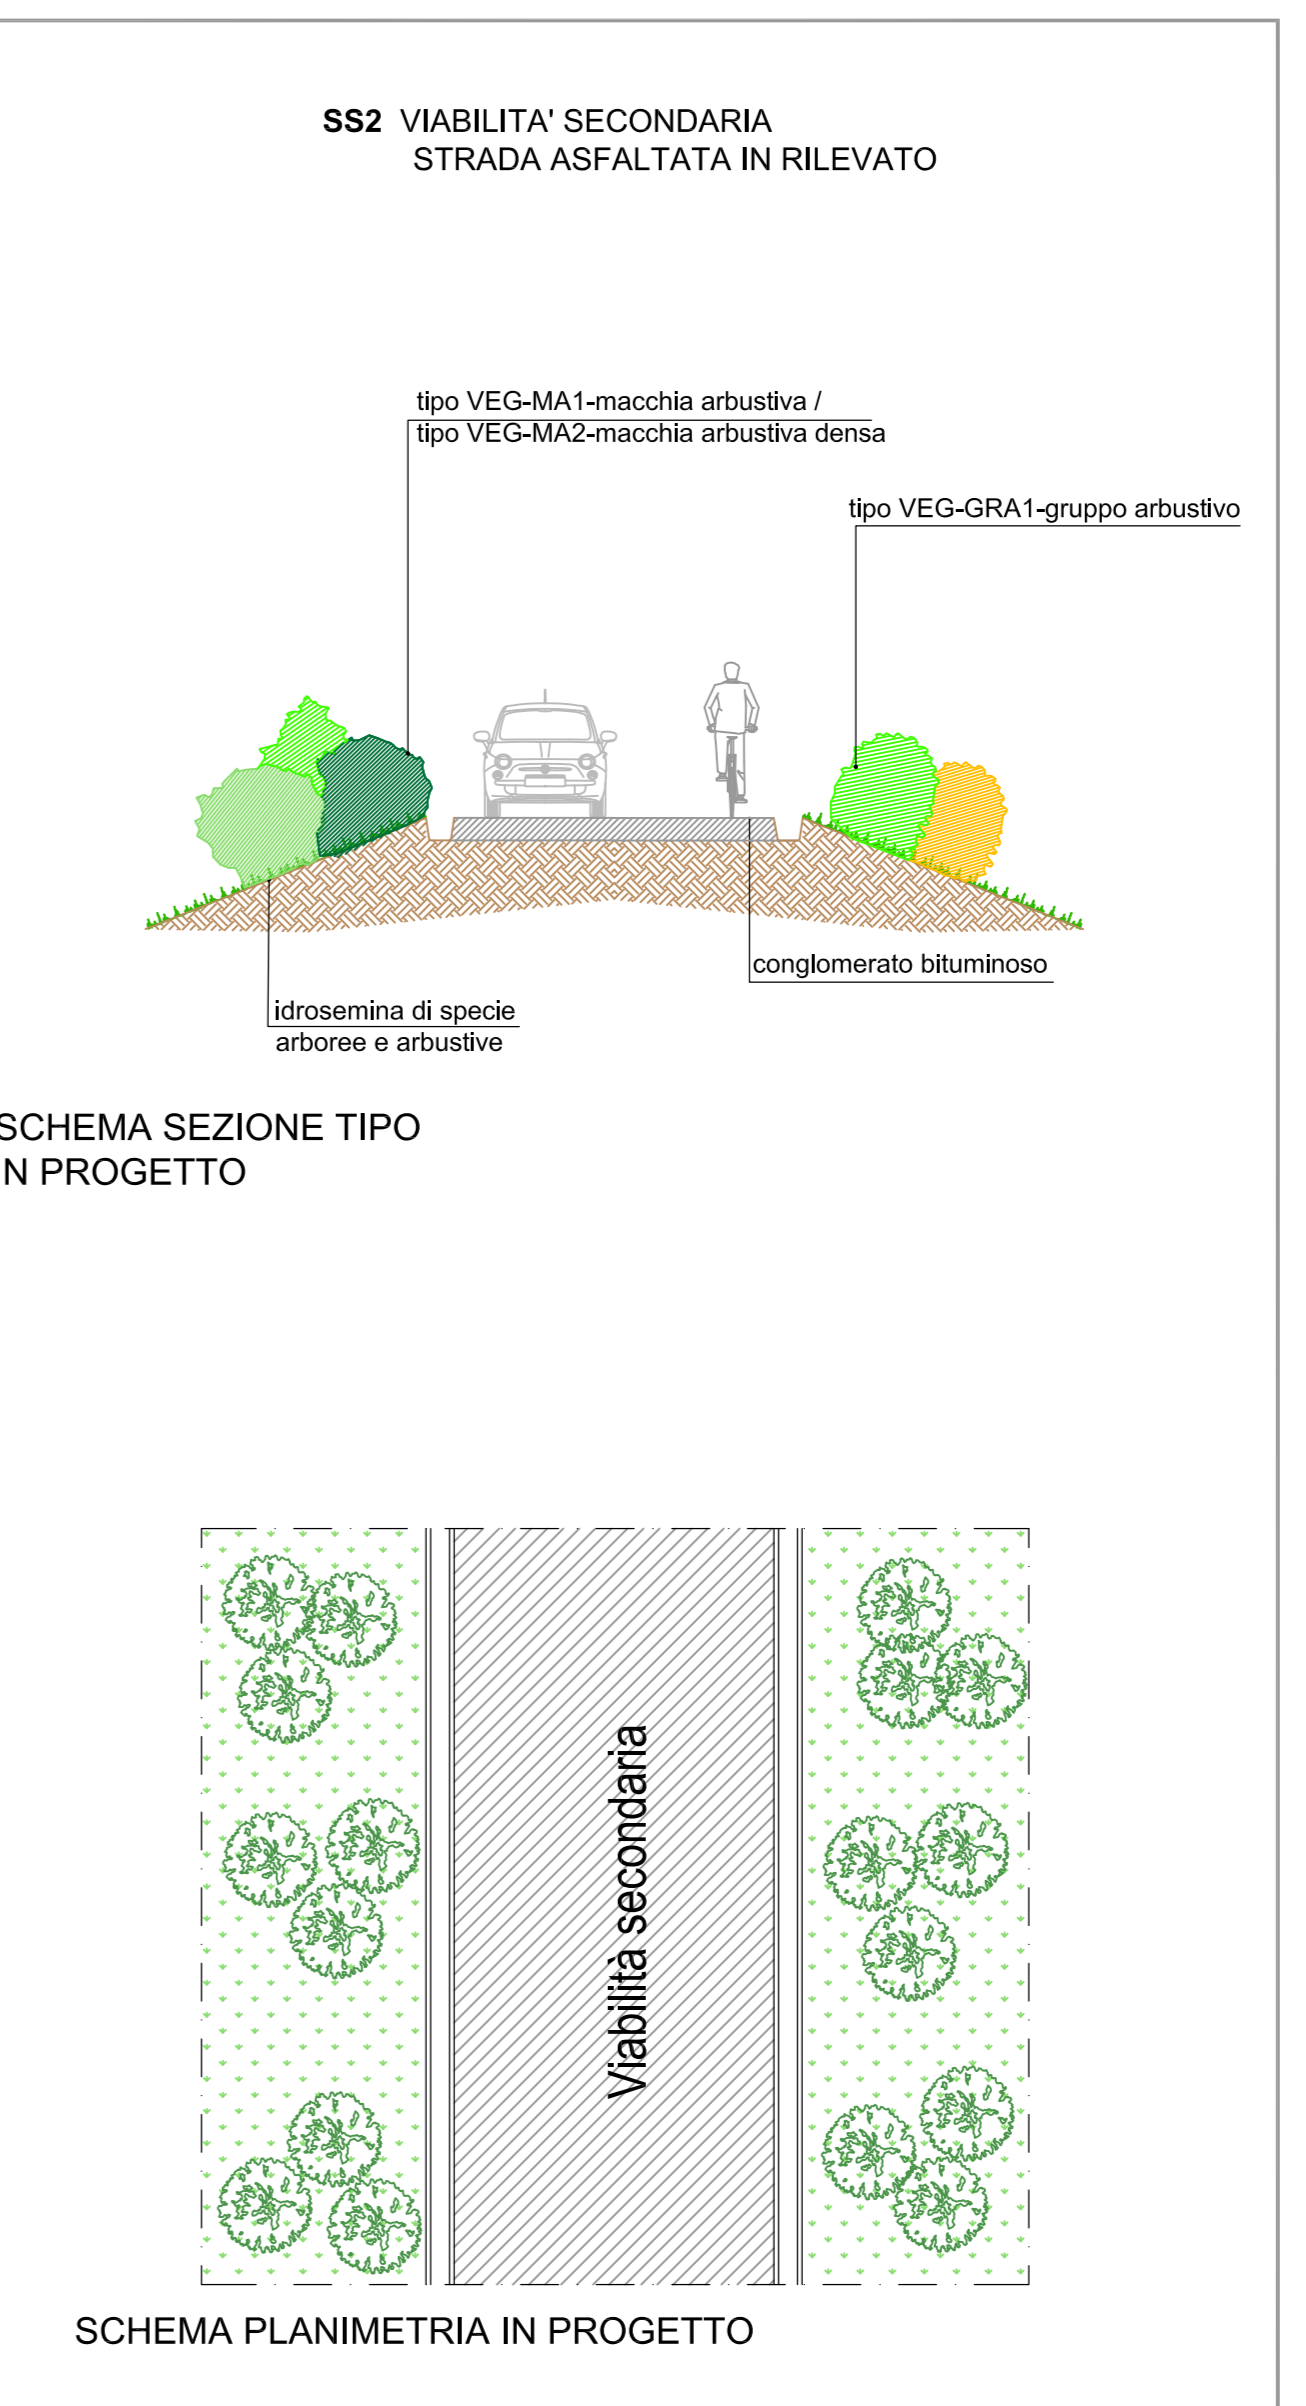 SS2 VIABILITA' SECONDARIA
STRADA ASFALTATA IN RILEVATO
tipo VEG-MA1-macchia arbustiva /
tipo VEG-MA2-macchia arbustiva densa
tipo VEG-GRA1-gruppo arbustivo
conglomerato bituminoso
idrosemina di specie
arboree e arbustive
SCHEMA SEZIONE TIPO
IN PROGETTO
Viabilità secondaria
SCHEMA PLANIMETRIA IN PROGETTO